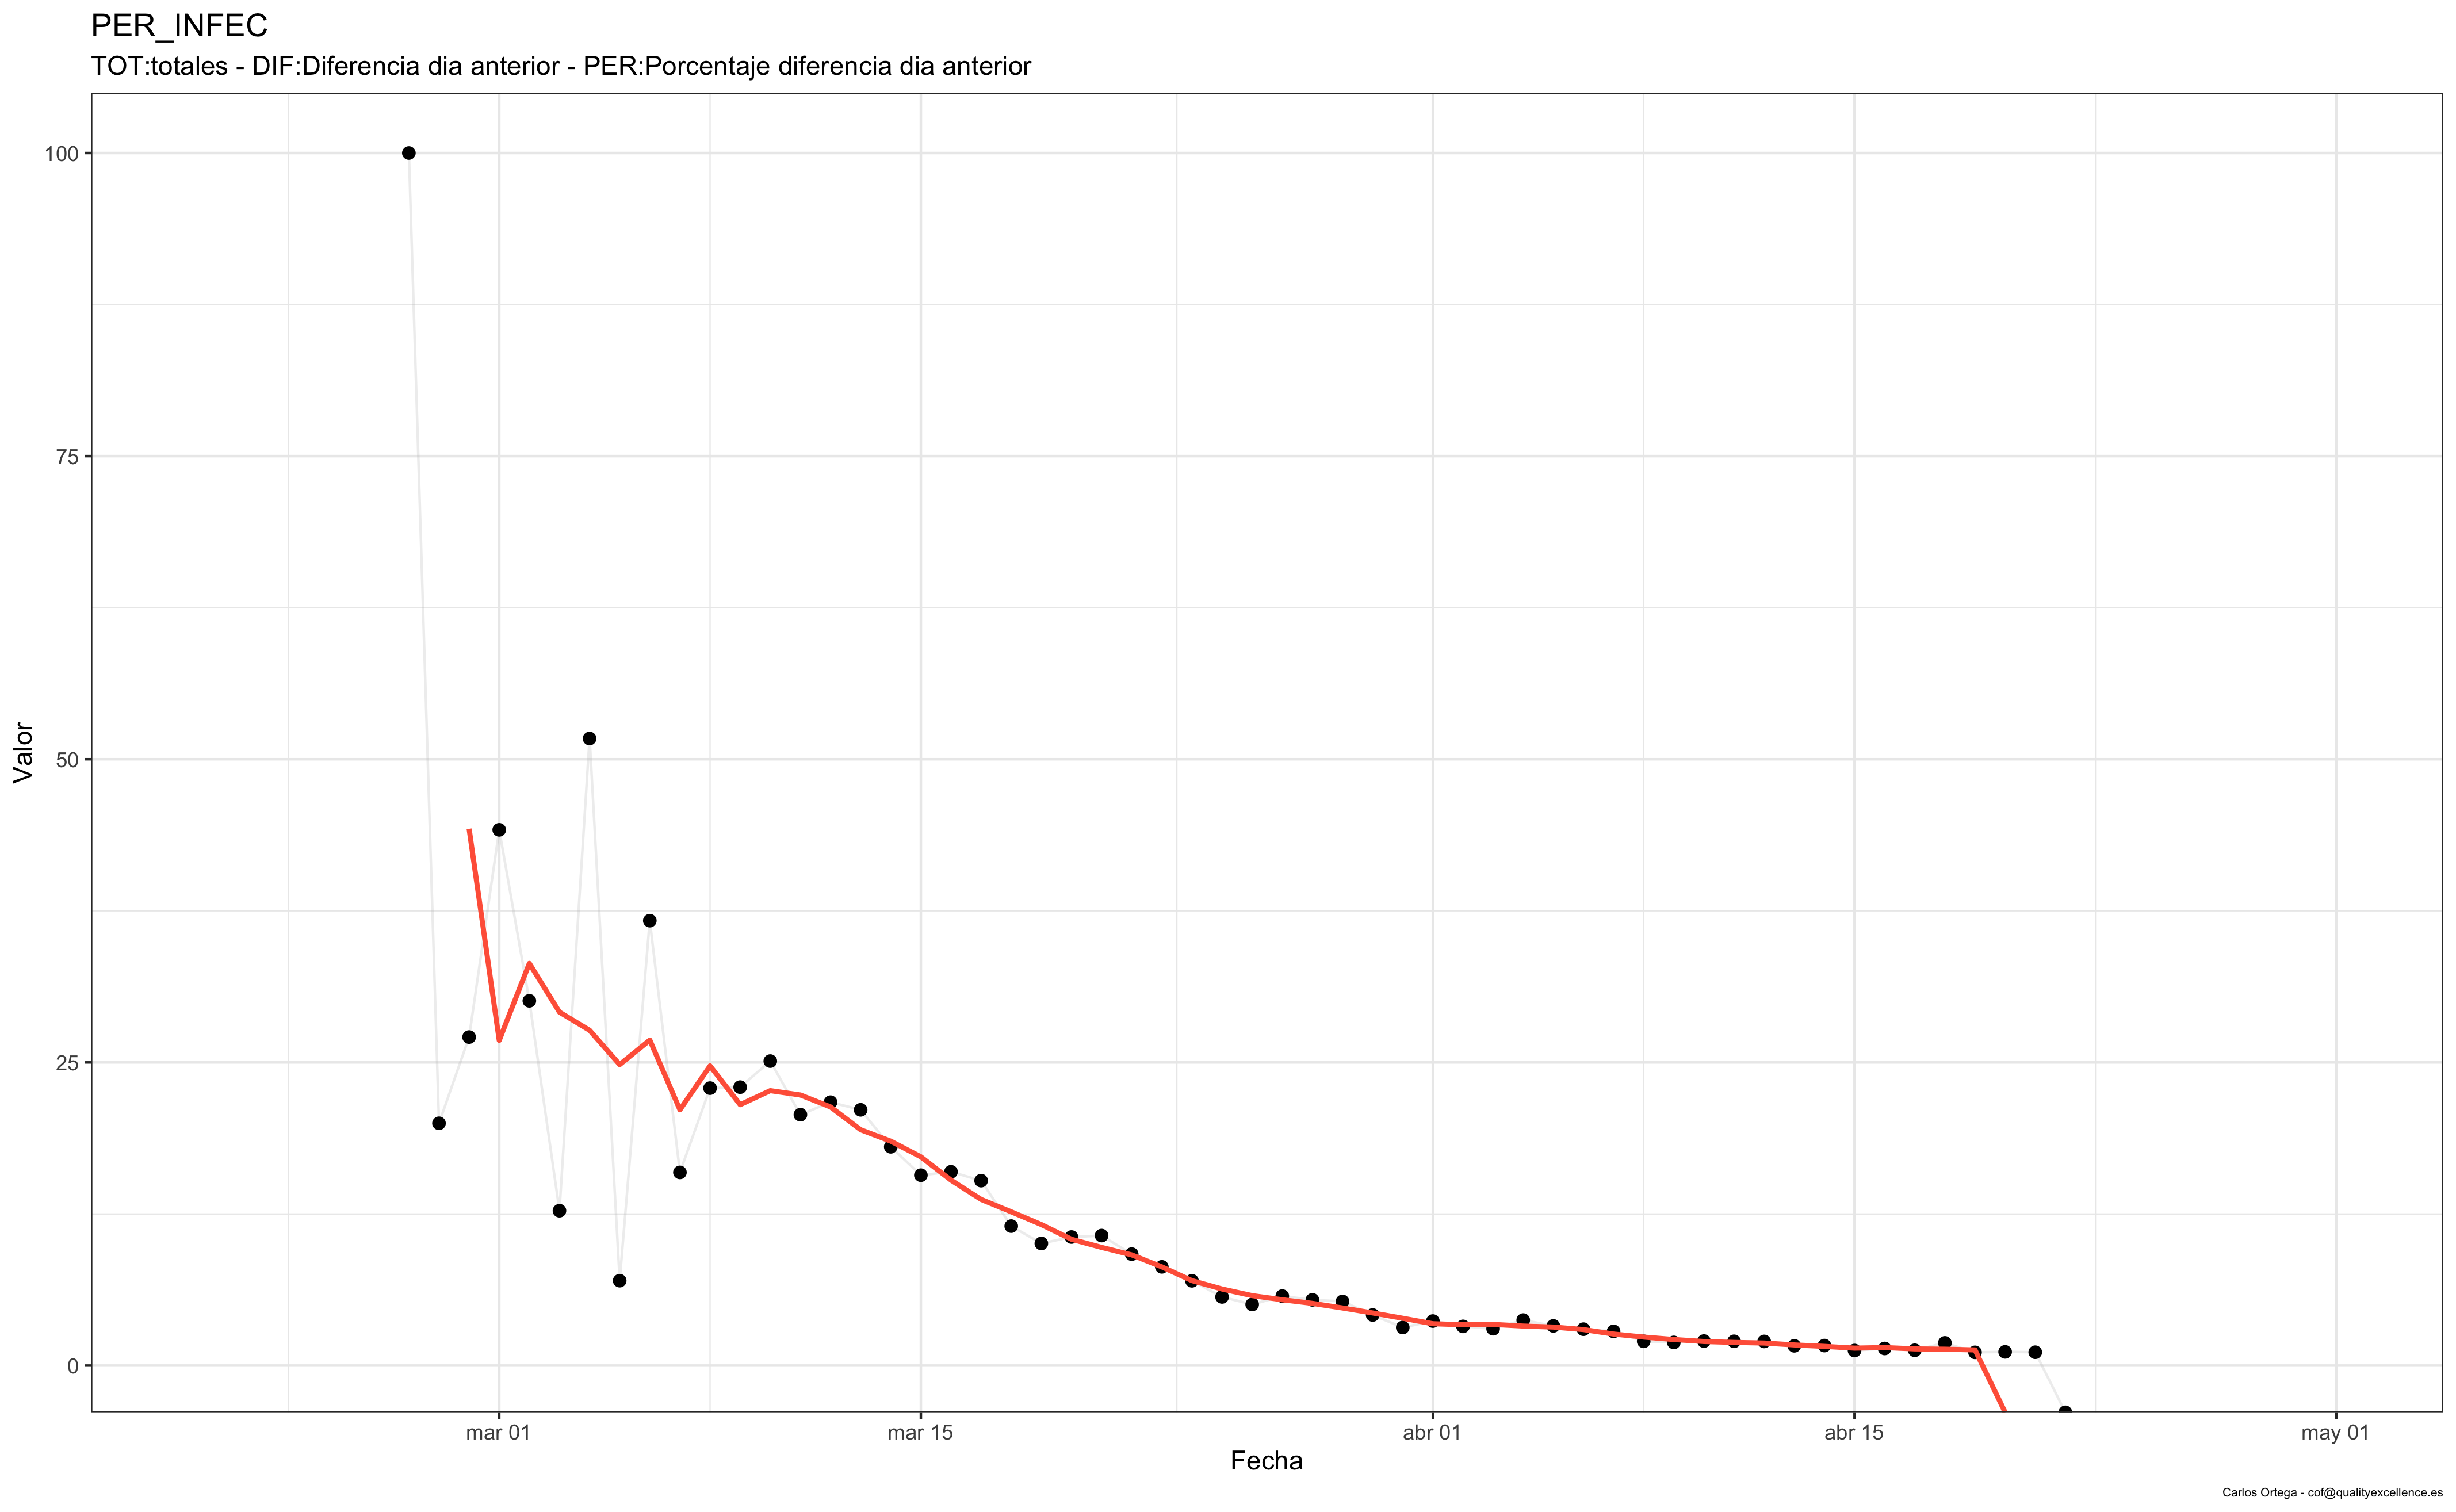 PER_INFEC
TOT:totales - DIF:Diferencia dia anterior - PER:Porcentaje diferencia dia anterior
100
75
50
25
0
Valor
mar 01
mar 15
abr 01
abr 15
may 01
Fecha
Carlos Ortega - cof@qualityexcellence.es